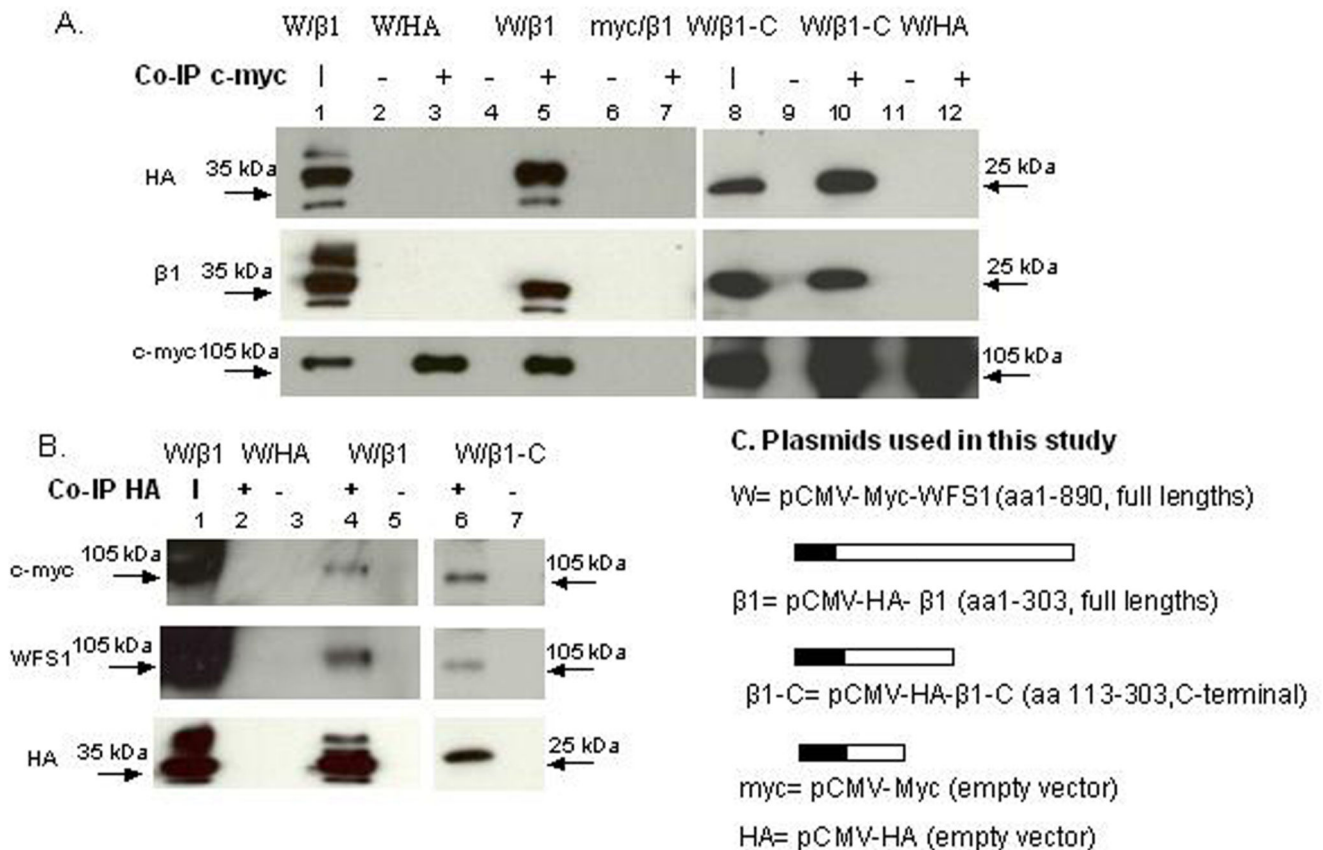 A.
W/β1 W/HA W/β1 myc/β1 W/β1-C W/β1-C W/HA
Co-IP c-myc I - + - + - + I - + - +
1 2 3 4 5 6 7 8 9 10 11 12
HA 35 kDa 25 kDa
β1 35 kDa 25 kDa
c-myc 105 kDa 105 kDa
B.
W/β1 W/HA W/β1 W/β1-C
Co-IP HA I + - + - + -
1 2 3 4 5 6 7
c-myc 105 kDa 105 kDa
WFS1 105 kDa 105 kDa
HA 35 kDa 25 kDa
C. Plasmids used in this study
W= pCMV-Myc-WFS1(aa1-890, full lengths)
β1= pCMV-HA- β1 (aa1-303, full lengths)
β1-C= pCMV-HA-β1-C (aa 113-303,C-terminal)
myc= pCMV-Myc (empty vector)
HA= pCMV-HA (empty vector)